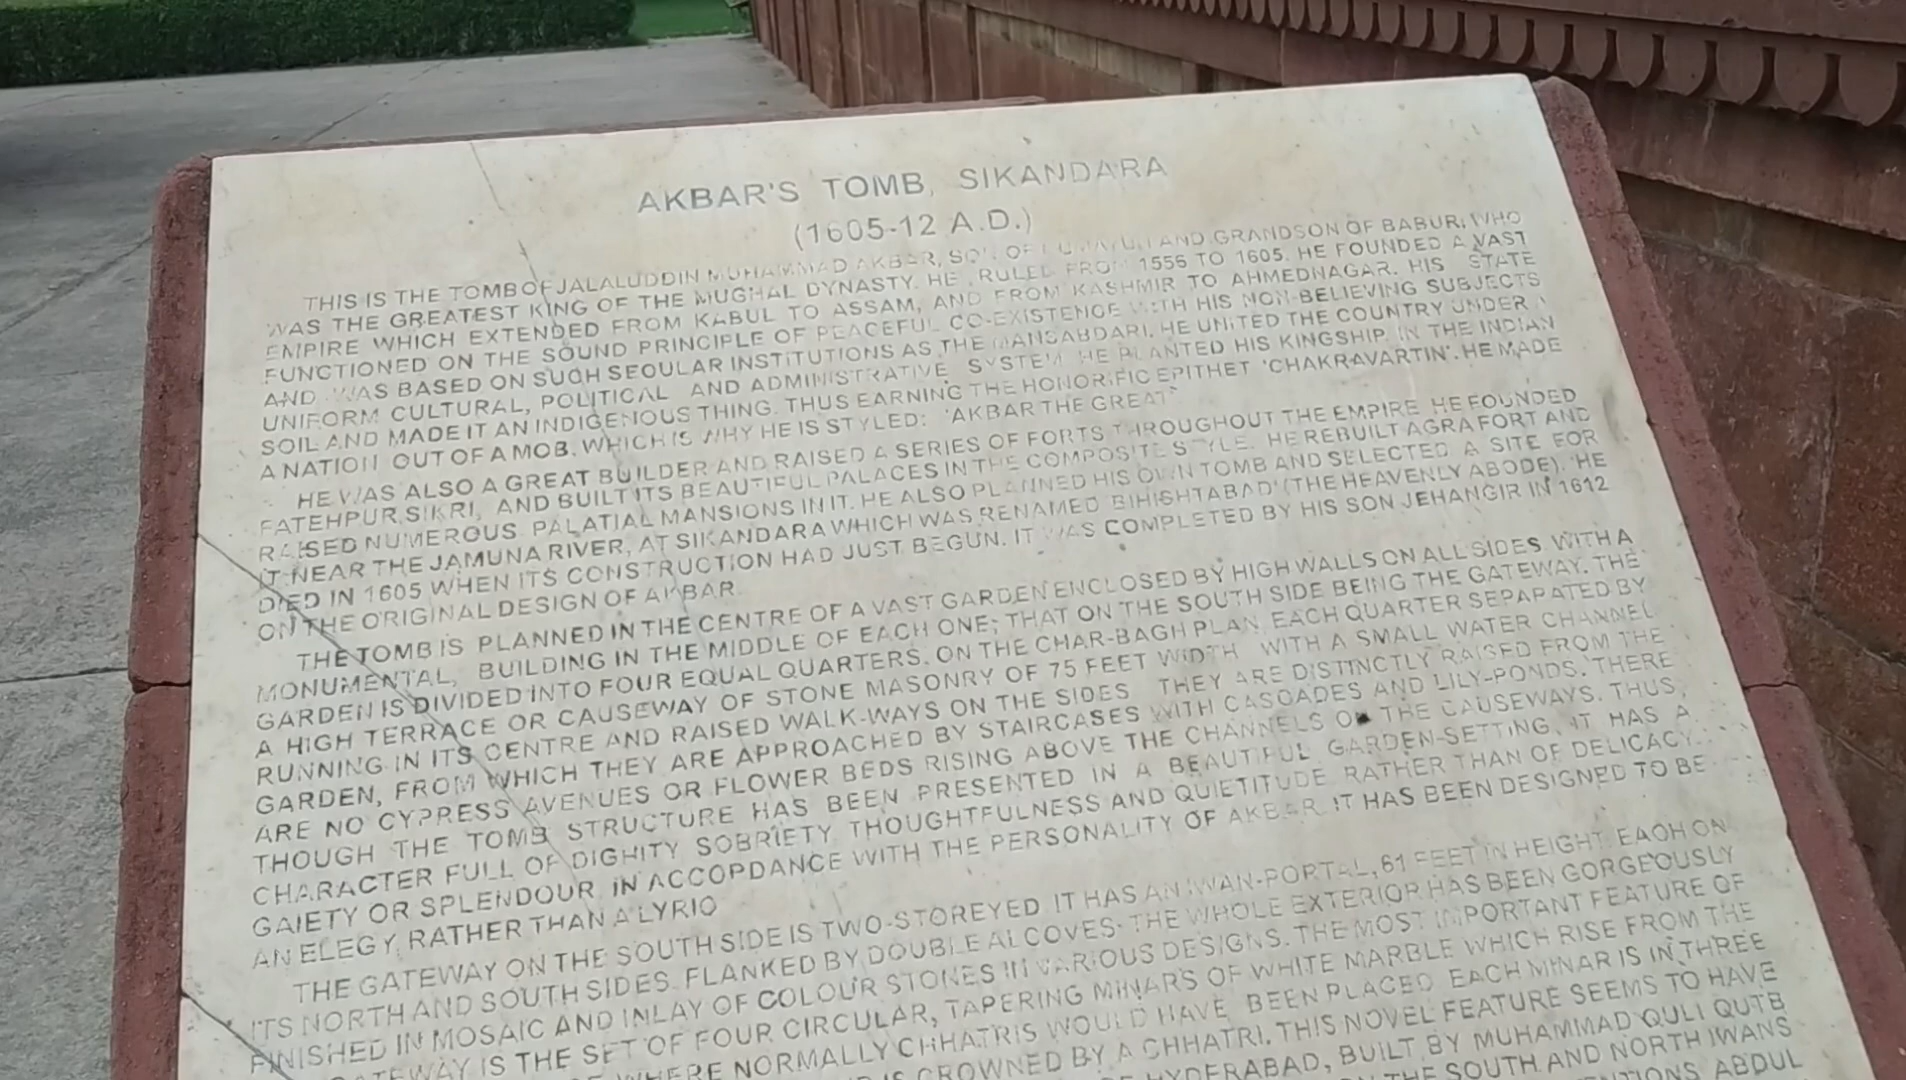 AKBAR'S TOMB, SIKANDARA
(1605-12 A.D.)
THIS IS THE TOMB OF JALALUDDIN MUHAMMAD AKBAR, SON OF HUMAYUN AND GRANDSON OF BABUR. WHO
WAS THE GREATEST KING OF THE MUGHAL DYNASTY. HE RULED FROM 1556 TO 1605. HE FOUNDED A VAST
EMPIRE WHICH EXTENDED FROM KABUL TO ASSAM, AND FROM KASHMIR TO AHMEDNAGAR. HIS STATE
FUNCTIONED ON THE SOUND PRINCIPLE OF PEACEFUL CO-EXISTENCE WITH HIS NON-BELIEVING SUBJECTS
AND WAS BASED ON SUCH SEOULAR INSTITUTIONS AS THE MANSABDARI. HE UNITED THE COUNTRY UNDER
UNIFORM CULTURAL, POLITICAL AND ADMINISTRATIVE SYSTEM. HE PLANTED HIS KINGSHIP IN THE INDIAN
SOIL AND MADE IT AN INDIGENOUS THING. THUS EARNING THE HONORIFIC EPITHET 'CHAKRAVARTIN'. HE MADE
A NATION OUT OF A MOB. WHICH IS WHY HE IS STYLED: 'AKBAR THE GREAT'
HE WAS ALSO A GREAT BUILDER AND RAISED A SERIES OF FORTS THROUGHOUT THE EMPIRE HE FOUNDED
FATEHPUR SIKRI, AND BUILT ITS BEAUTIFUL PALACES IN THE COMPOSITE STYLE. HE REBUILT AGRA FORT AND
RAISED NUMEROUS PALATIAL MANSIONS IN IT. HE ALSO PLANNED HIS OWN TOMB AND SELECTED A SITE FOR
IT NEAR THE JAMUNA RIVER, AT SIKANDARA WHICH WAS RENAMED BIHISHTABAD' (THE HEAVENLY ABODE). HE
DIED IN 1605 WHEN ITS CONSTRUCTION HAD JUST BEGUN. IT WAS COMPLETED BY HIS SON JEHANGIR IN 1612
ON THE ORIGINAL DESIGN OF AKBAR.
THE TOMB IS PLANNED IN THE CENTRE OF A VAST GARDEN ENCLOSED BY HIGH WALLS ON ALL SIDES WITH A
MONUMENTAL, BUILDING IN THE MIDDLE OF EACH ONE; THAT ON THE SOUTH SIDE BEING THE GATEWAY. THE
GARDEN IS DIVIDED INTO FOUR EQUAL QUARTERS. ON THE CHAR-BAGH PLAN EACH QUARTER SEPARATED BY
A HIGH TERRACE OR CAUSEWAY OF STONE MASONRY OF 75 FEET WIDTH WITH A SMALL WATER CHANNEL
RUNNING IN ITS CENTRE AND RAISED WALK-WAYS ON THE SIDES THEY ARE DISTINCTLY RAISED FROM THE
GARDEN, FROM WHICH THEY ARE APPROACHED BY STAIRCASES WITH CASCADES AND LILY-PONDS. THERE
ARE NO CYPRESS AVENUES OR FLOWER BEDS RISING ABOVE THE CHANNELS OR THE CAUSEWAYS. THUS,
THOUGH THE TOMB STRUCTURE HAS BEEN PRESENTED IN A BEAUTIFUL GARDEN-SETTING, IT HAS A
CHARACTER FULL OF DIGHITY SOBRIETY, THOUGHTFULNESS AND QUIETITUDE RATHER THAN OF DELICACY,
GAIETY OR SPLENDOUR IN ACCORDANCE WITH THE PERSONALITY OF AKBAR. IT HAS BEEN DESIGNED TO BE
AN ELEGY, RATHER THAN A LYRIC
THE GATEWAY ON THE SOUTH SIDE IS TWO-STOREYED IT HAS AN IWAN-PORTAL, 61 FEET IN HEIGHT EACH ON
ITS NORTH AND SOUTH SIDES. FLANKED BY DOUBLE ALCOVES. THE WHOLE EXTERIOR HAS BEEN GORGEOUSLY
FINISHED IN MOSAIC AND INLAY OF COLOUR STONES IN VARIOUS DESIGNS. THE MOST IMPORTANT FEATURE OF
GATEWAY IS THE SET OF FOUR CIRCULAR, TAPERING MINARS OF WHITE MARBLE WHICH RISE FROM THE
WHERE NORMALLY CHHATRIS WOULD HAVE BEEN PLACED EACH MINAR IS IN THREE
IS CROWNED BY A CHHATRI. THIS NOVEL FEATURE SEEMS TO HAVE
HYDERABAD, BUILT BY MUHAMMAD QULI QUTB
THE SOUTH AND NORTH IWANS
ABDUL